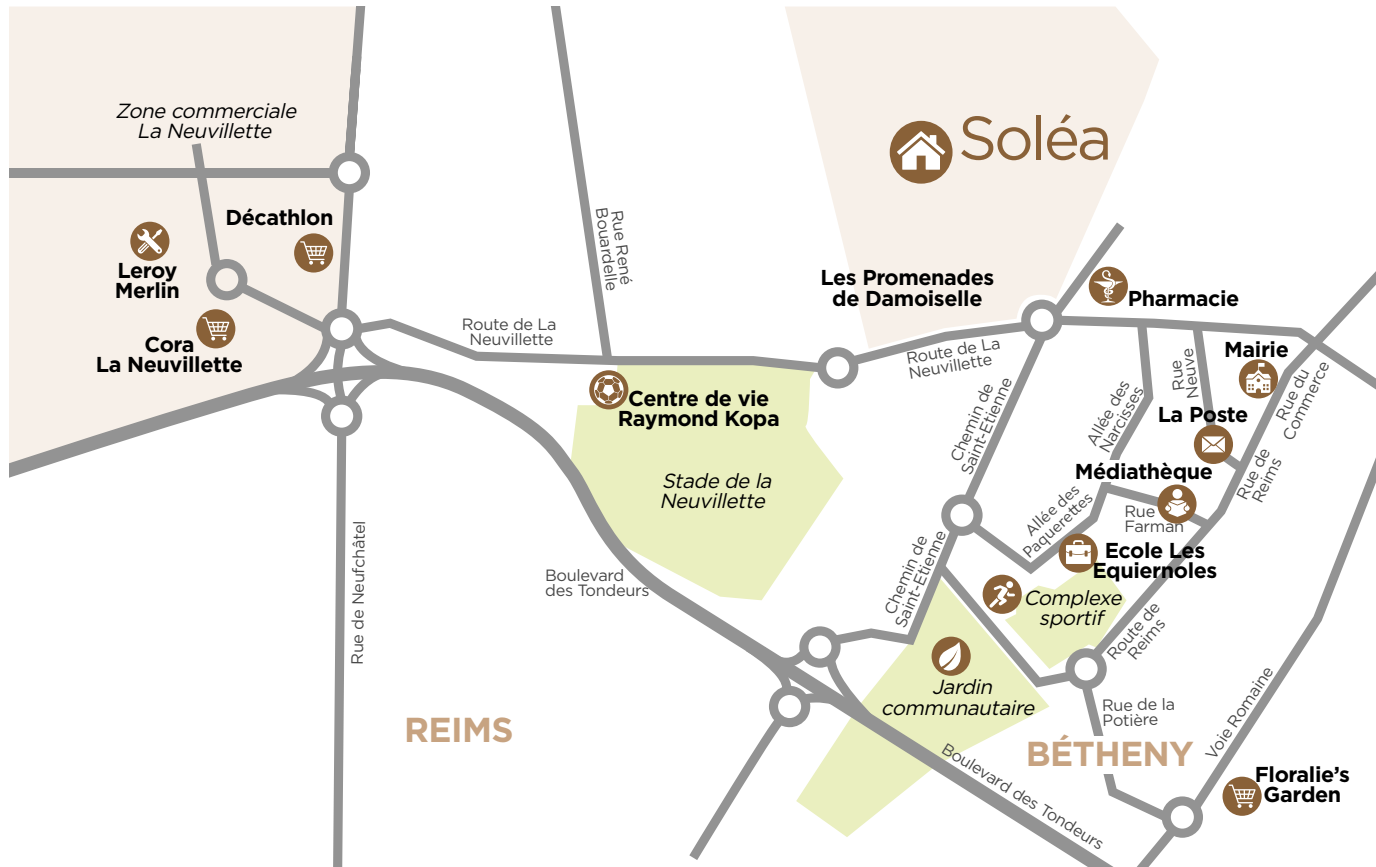 Zone commerciale
La Neuvillette
Soléa
Décathlon
Leroy
Merlin
Cora
La Neuvillette
Rue René
Bouardelle
Route de La
Neuvillette
Les Promenades
de Damoiselle
Pharmacie
Route de La
Neuvillette
Mairie
Rue
Neuve
Rue du
Commerce
Allée des
Narcisses
La Poste
Centre de vie
Raymond Kopa
Chemin de
Saint-Etienne
Rue de
Reims
Médiathèque
Stade de la
Neuvillette
Allée des
Paquerettes
Rue
Farman
Ecole Les
Equiernoles
Rue de Neufchâtel
Boulevard
des Tondeurs
Chemin de
Saint-Etienne
Complexe
sportif
Route de
Reims
Jardin
communautaire
Rue de la
Potière
Voie Romaine
REIMS
BÉTHENY
Boulevard des Tondeurs
Floralie's
Garden